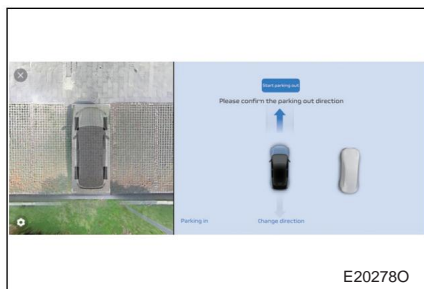 Start parking out
Please confirm the parking out direction
Parking in
Change direction
E20278O